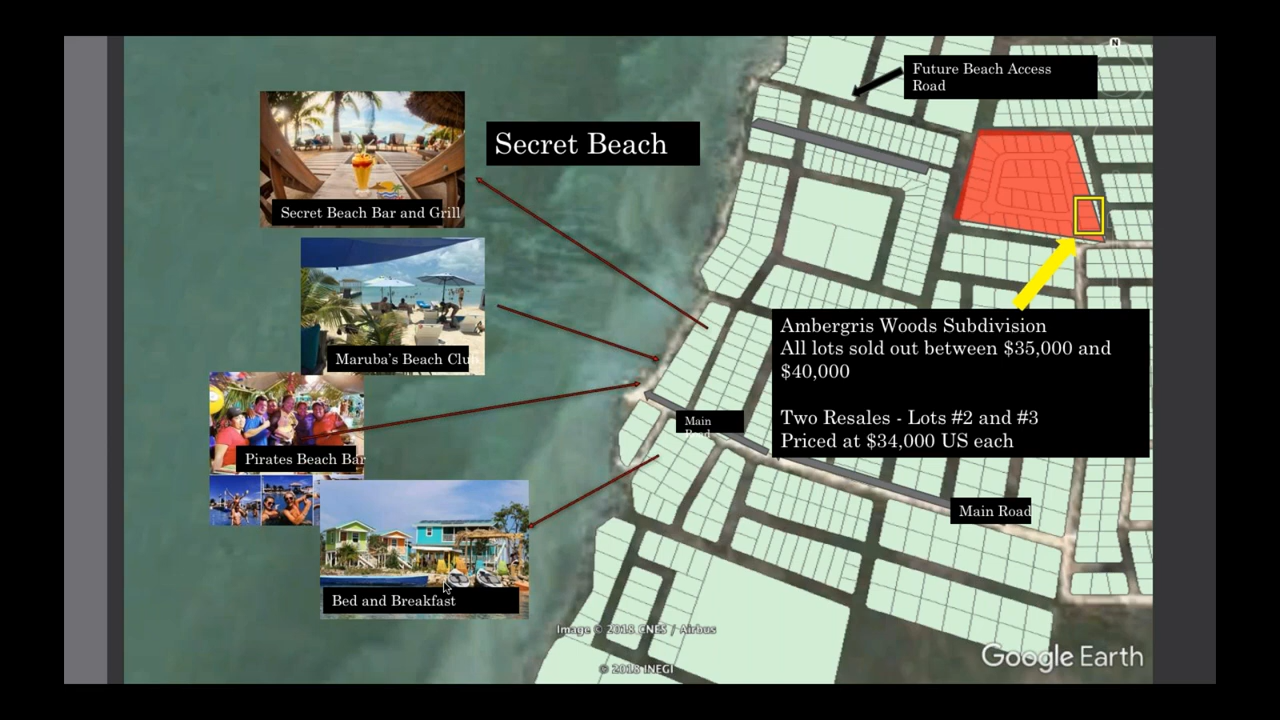 N
Future Beach Access
Road
Secret Beach
Secret Beach Bar and Grill
Maruba's Beach Clu
Ambergris Woods Subdivision
All lots sold out between $35,000 and
$40,000
Two Resales - Lots #2 and #3
Priced at $34,000 US each
Main
Road
Pirates Beach Bar
Main Road
Bed and Breakfast
Image © 2018 CNES / Airbus
© 2018 INEGI
Google Earth